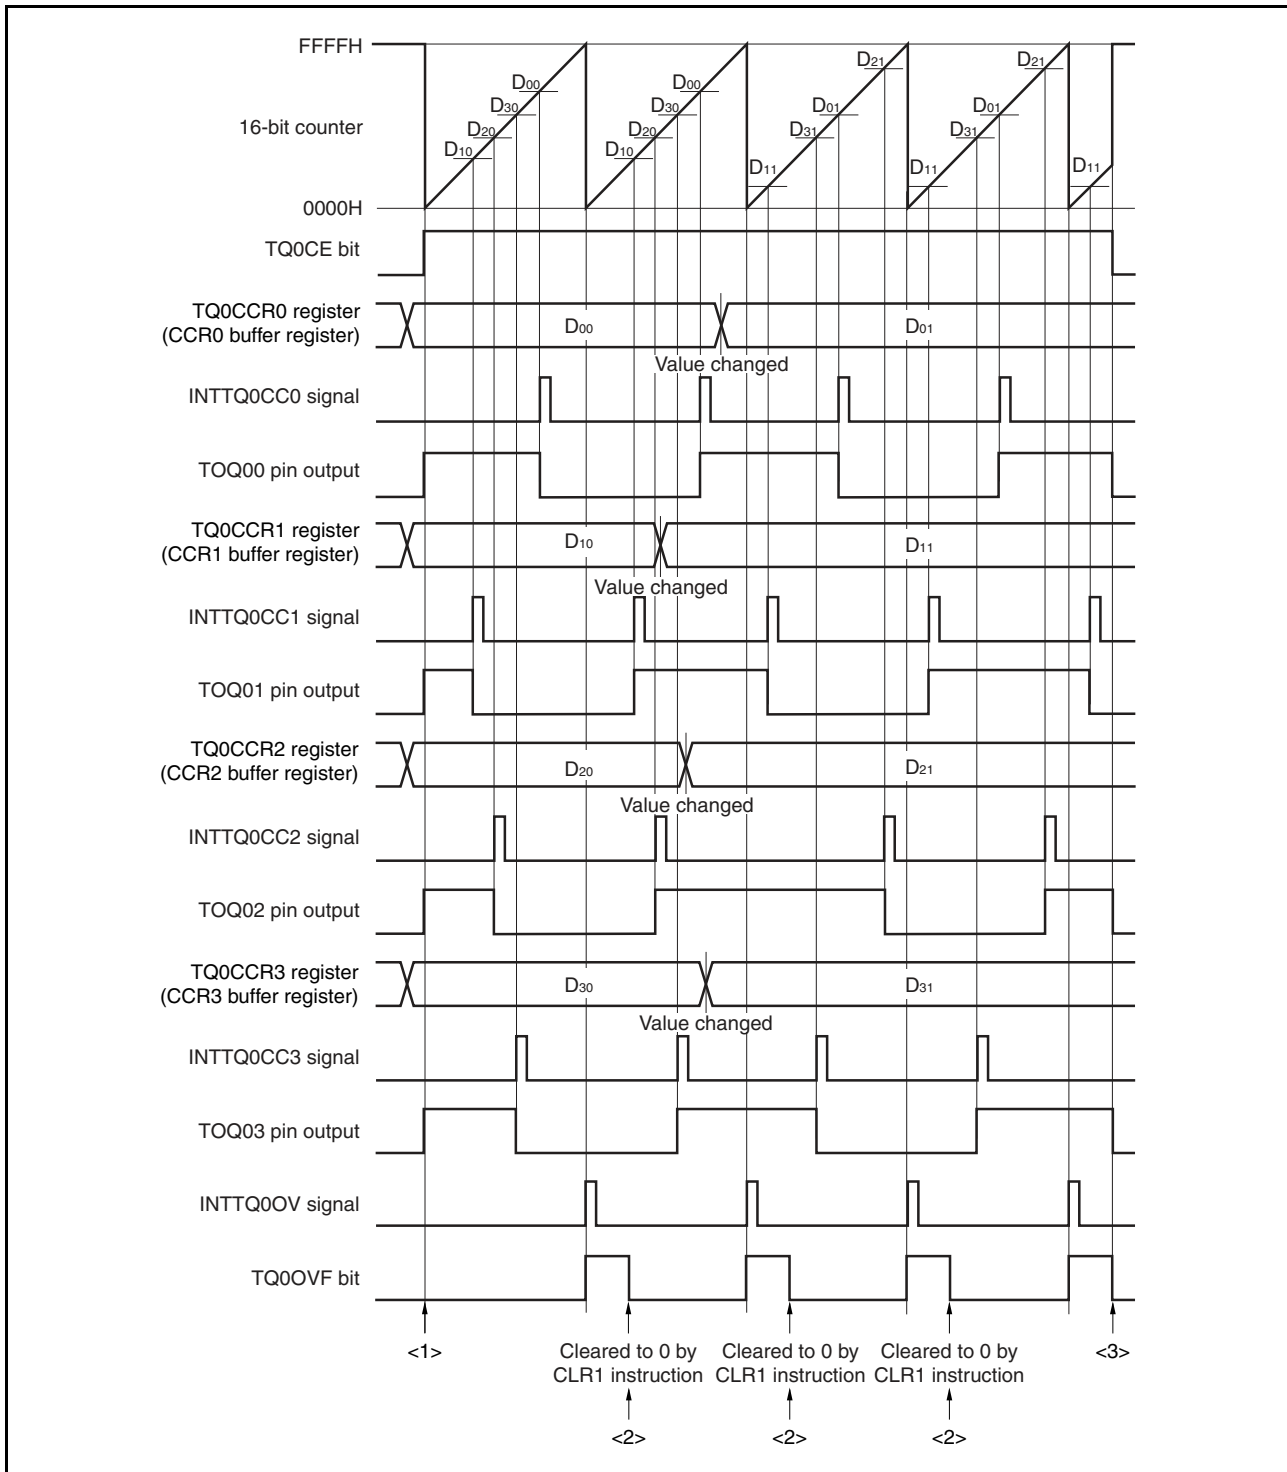 FFFFH
16-bit counter
0000H
D10
D20
D30
D00
D10
D20
D30
D00
D11
D31
D01
D21
D11
D31
D01
D21
D11
TQ0CE bit
TQ0CCR0 register
(CCR0 buffer register)
D00
D01
Value changed
INTTQ0CC0 signal
TOQ00 pin output
TQ0CCR1 register
(CCR1 buffer register)
D10
D11
Value changed
INTTQ0CC1 signal
TOQ01 pin output
TQ0CCR2 register
(CCR2 buffer register)
D20
D21
Value changed
INTTQ0CC2 signal
TOQ02 pin output
TQ0CCR3 register
(CCR3 buffer register)
D30
D31
Value changed
INTTQ0CC3 signal
TOQ03 pin output
INTTQ0OV signal
TQ0OVF bit
<1>
Cleared to 0 by
CLR1 instruction
<2>
Cleared to 0 by
CLR1 instruction
<2>
Cleared to 0 by
CLR1 instruction
<2>
<3>